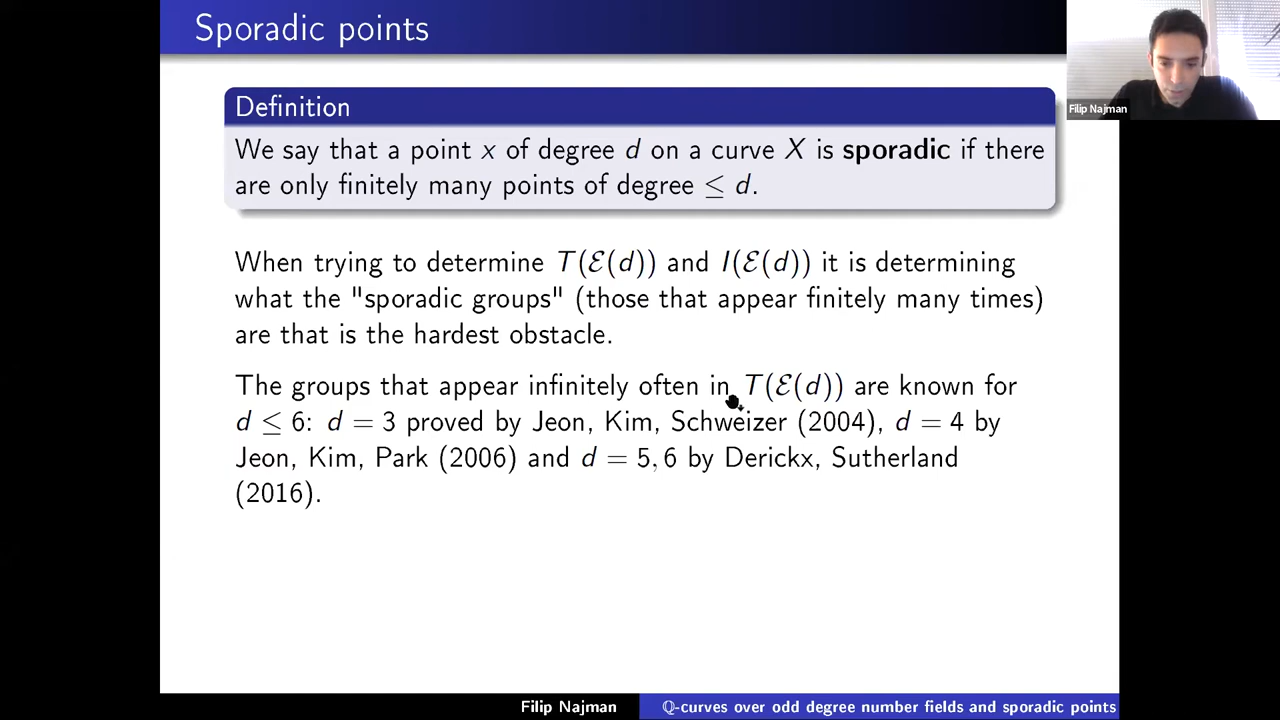 Sporadic points
Filip Najman
Definition
We say that a point x of degree d on a curve X is sporadic if there
are only finitely many points of degree ≤ d.
When trying to determine T(ℰ(d)) and I(ℰ(d)) it is determining
what the "sporadic groups" (those that appear finitely many times)
are that is the hardest obstacle.
The groups that appear infinitely often in T(ℰ(d)) are known for
d ≤ 6: d = 3 proved by Jeon, Kim, Schweizer (2004), d = 4 by
Jeon, Kim, Park (2006) and d = 5, 6 by Derickx, Sutherland
(2016).
Filip Najman
ℚ-curves over odd degree number fields and sporadic points